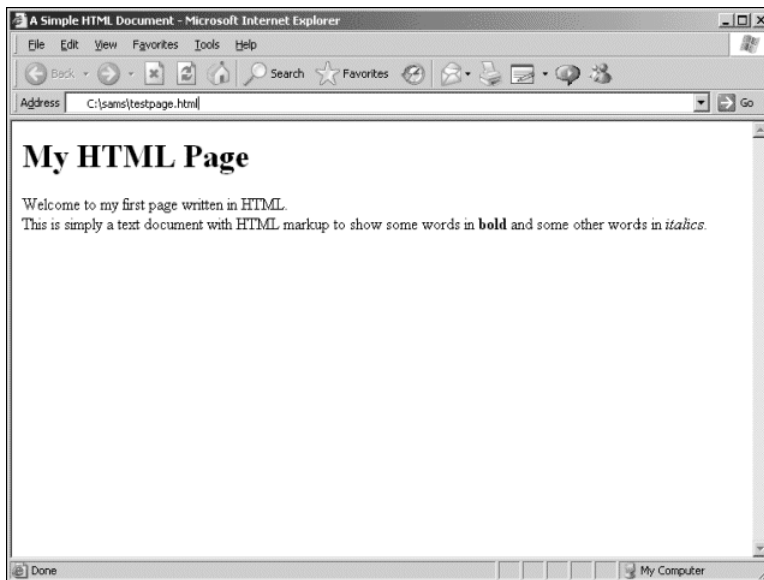 A Simple HTML Document - Microsoft Internet Explorer
File Edit View Favorites Tools Help
Back Search Favorites
Address C:\sams\testpage.html Go
My HTML Page
Welcome to my first page written in HTML.
This is simply a text document with HTML markup to show some words in bold and some other words in italics.
Done My Computer